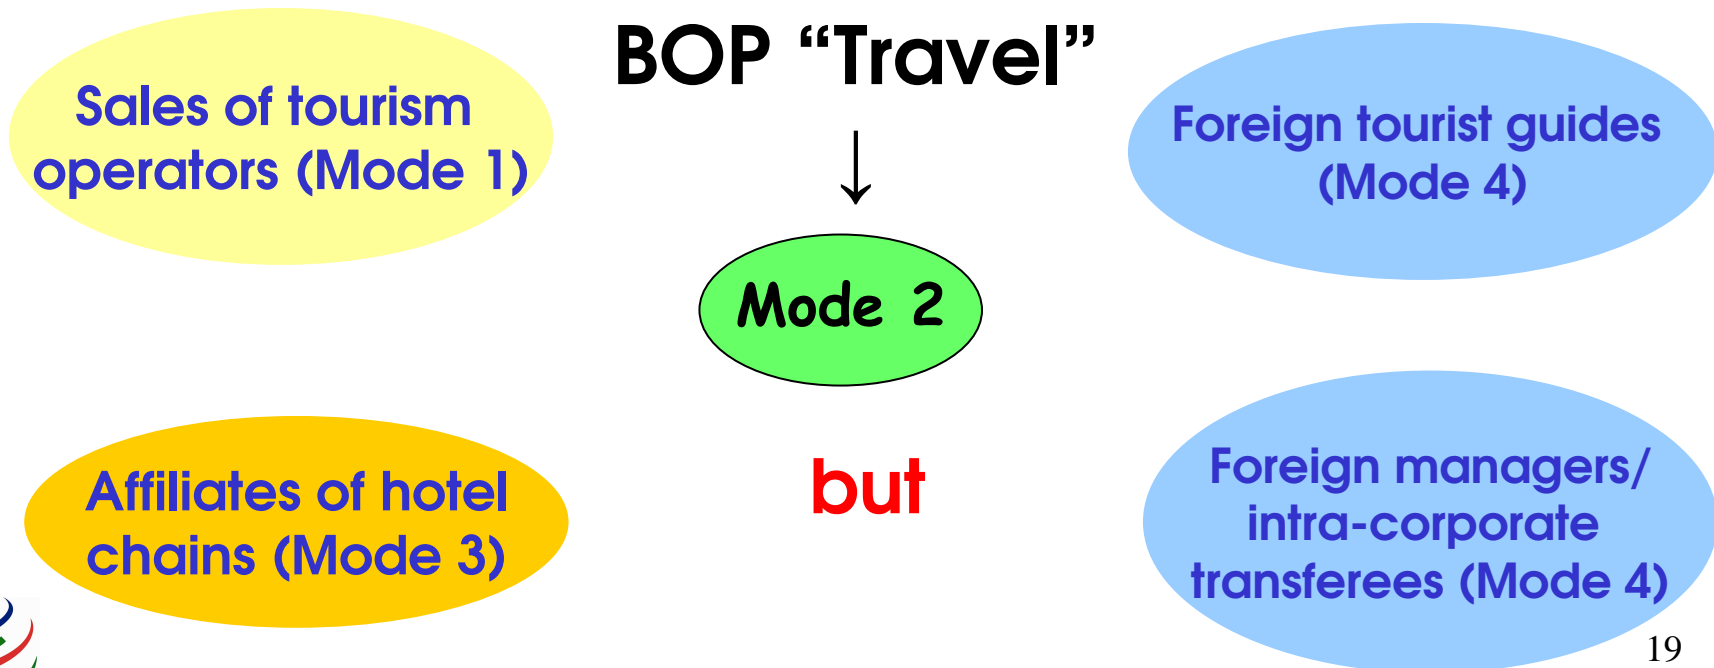 BOP “Travel”
Sales of tourism
operators (Mode 1)
↓
Foreign tourist guides
(Mode 4)
Mode 2
Affiliates of hotel
chains (Mode 3)
but
Foreign managers/
intra-corporate
transferees (Mode 4)
19